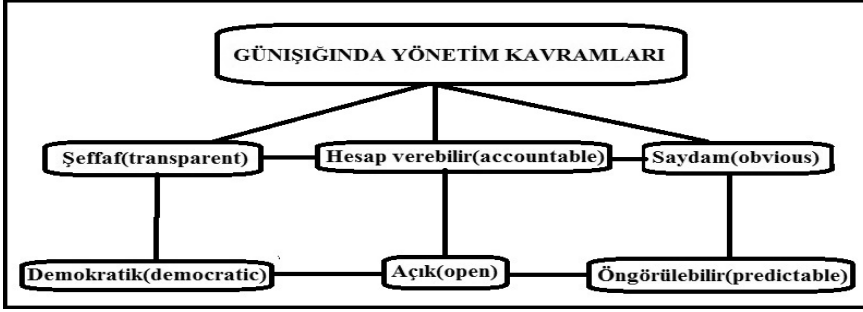 GÜNIŞIĞINDA YÖNETİM KAVRAMLARI
Şeffaf(transparent)
Hesap verebilir(accountable)
Saydam(obvious)
Demokratik(democratic)
Açık(open)
Öngörülebilir(predictable)